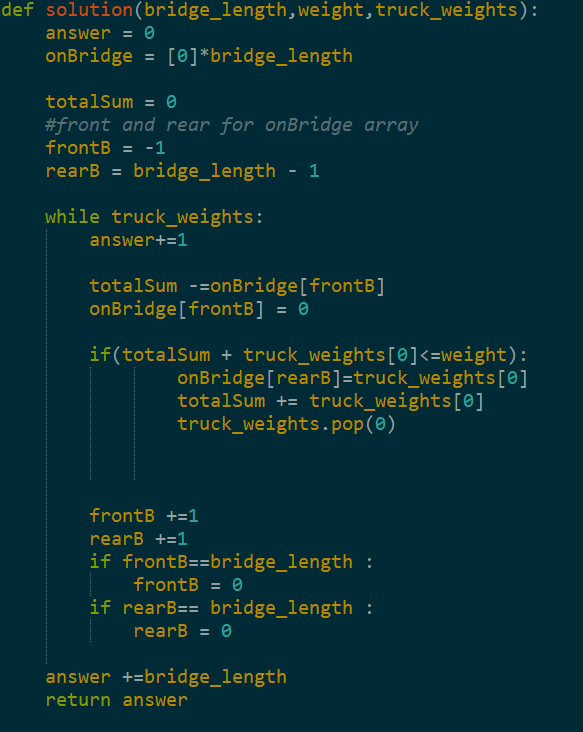 def solution(bridge_length,weight,truck_weights):
    answer = 0
    onBridge = [0]*bridge_length
    totalSum = 0
    #front and rear for onBridge array
    frontB = -1
    rearB = bridge_length - 1
    while truck_weights:
        answer+=1
        totalSum -=onBridge[frontB]
        onBridge[frontB] = 0
        if(totalSum + truck_weights[0]<=weight):
                onBridge[rearB]=truck_weights[0]
                totalSum += truck_weights[0]
                truck_weights.pop(0)
        frontB +=1
        rearB +=1
        if frontB==bridge_length :
            frontB = 0
        if rearB== bridge_length :
            rearB = 0
    answer +=bridge_length
    return answer